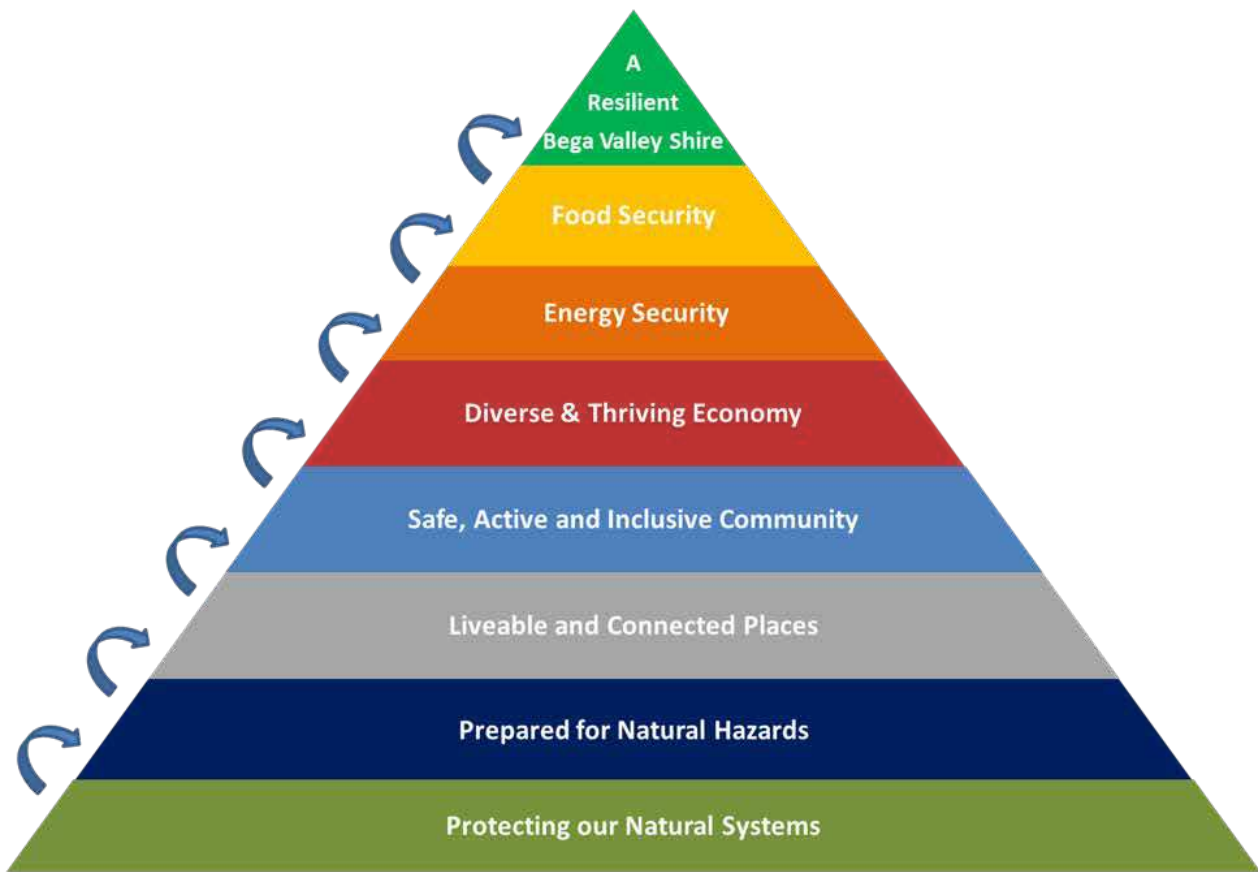 A
Resilient
Bega Valley Shire
Food Security
Energy Security
Diverse & Thriving Economy
Safe, Active and Inclusive Community
Liveable and Connected Places
Prepared for Natural Hazards
Protecting our Natural Systems